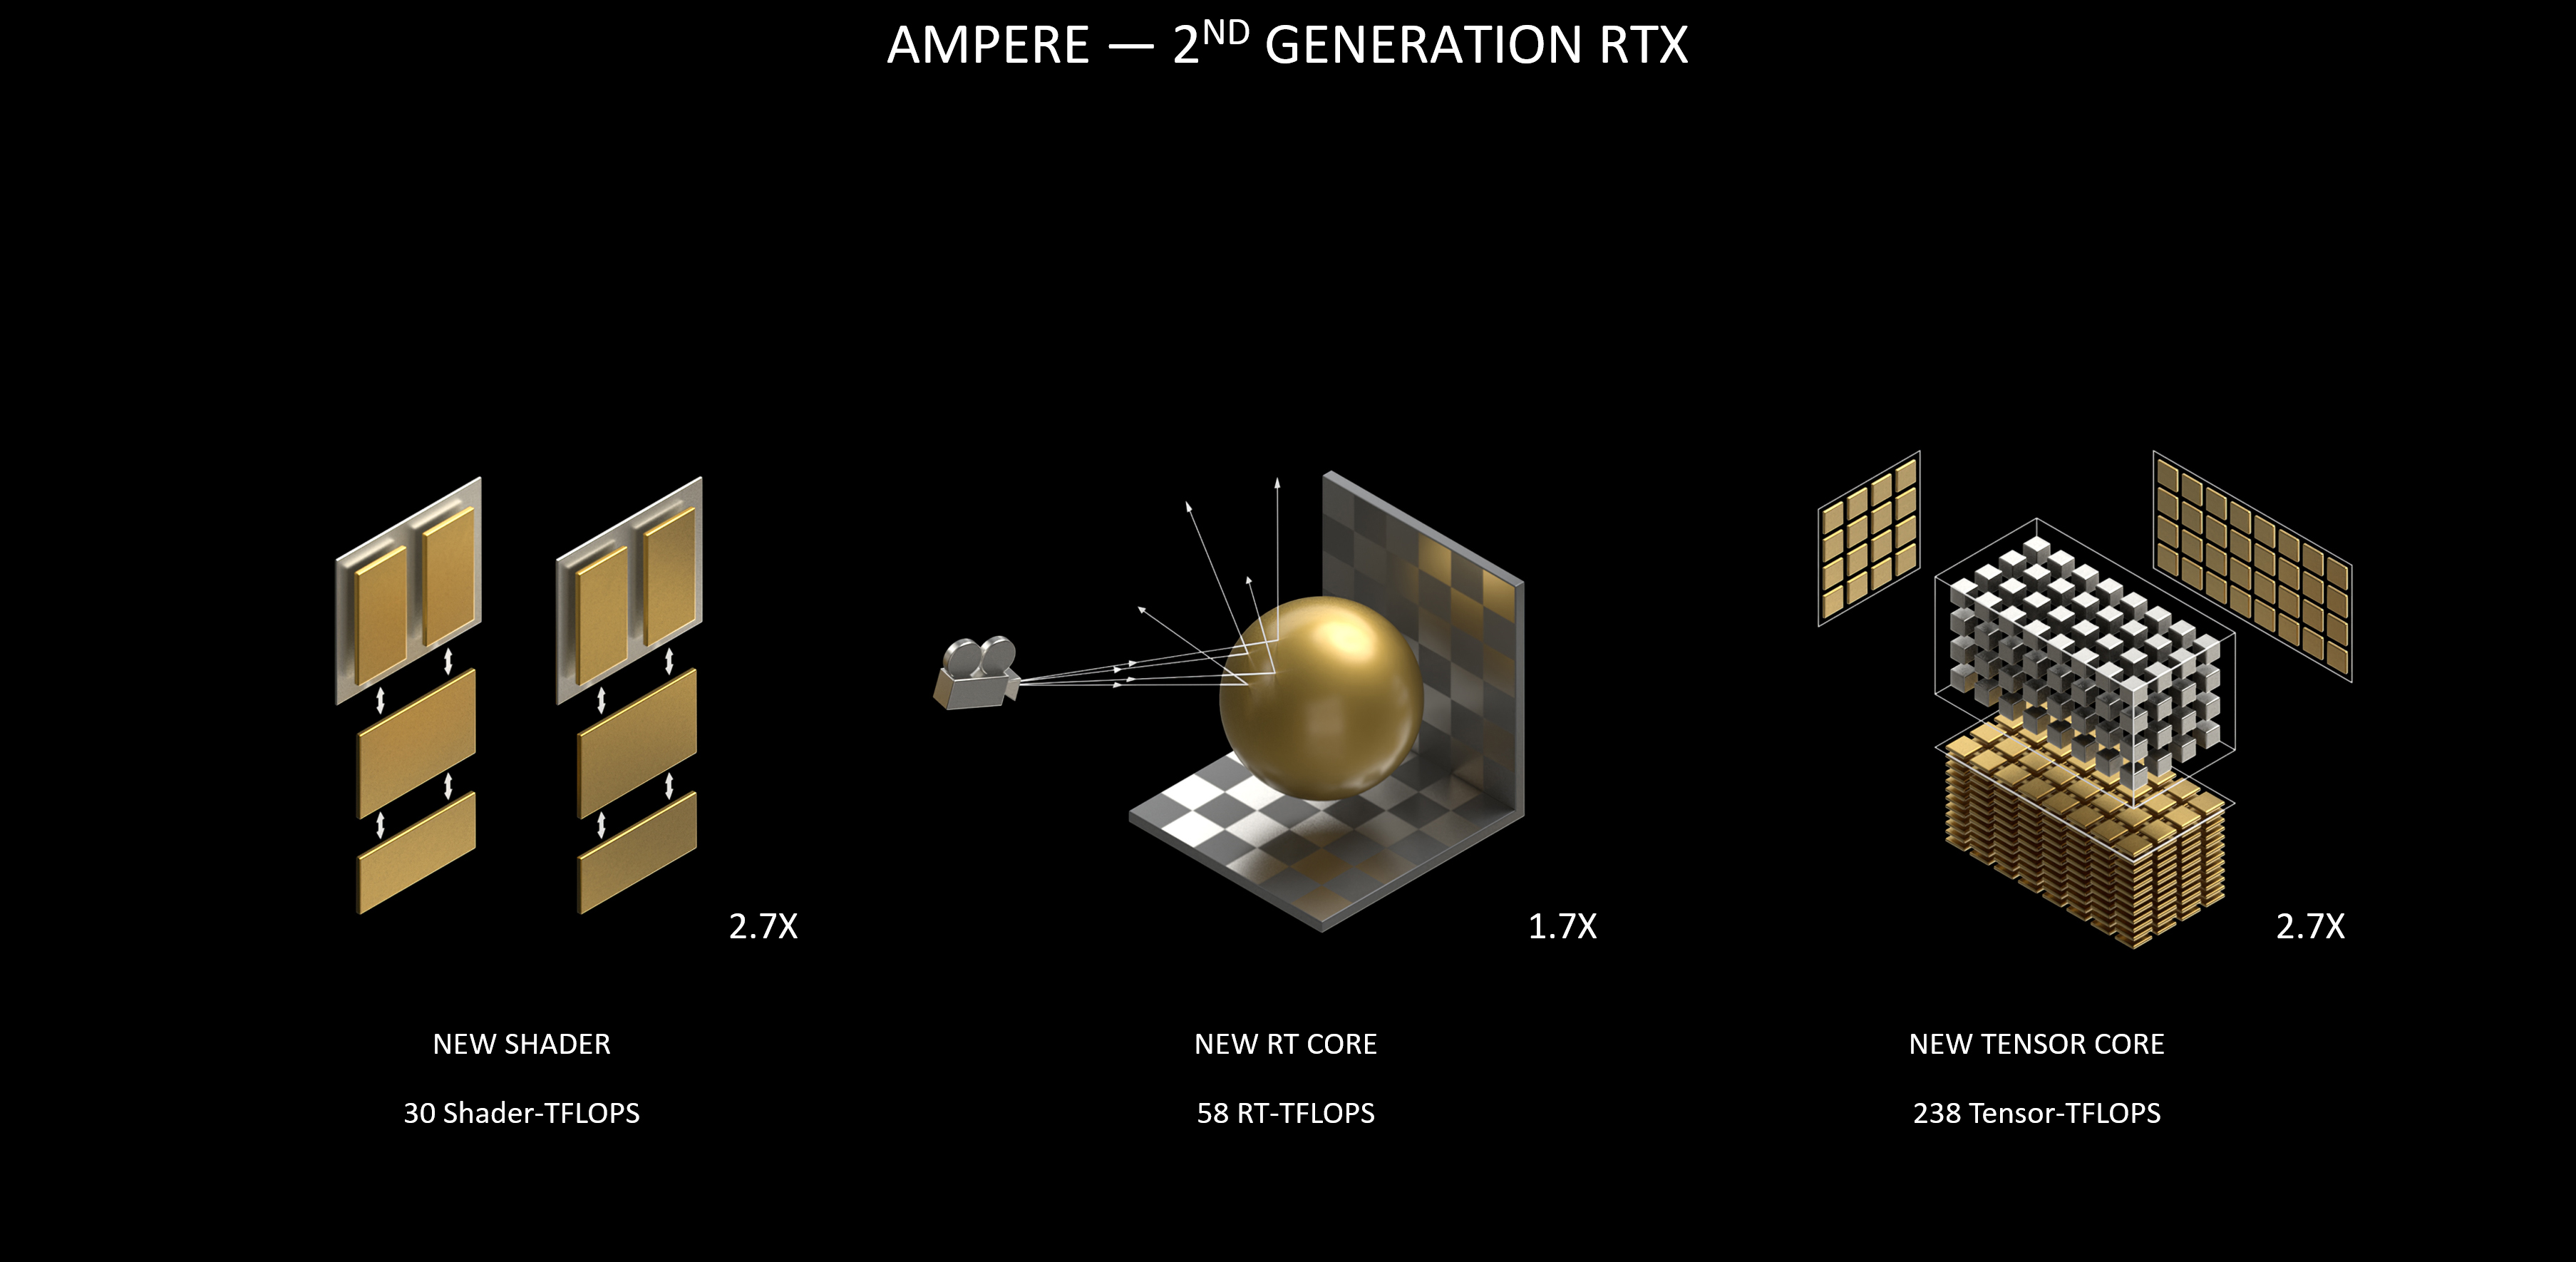 AMPERE — 2ND GENERATION RTX
2.7X
1.7X
2.7X
NEW SHADER
NEW RT CORE
NEW TENSOR CORE
30 Shader-TFLOPS
58 RT-TFLOPS
238 Tensor-TFLOPS